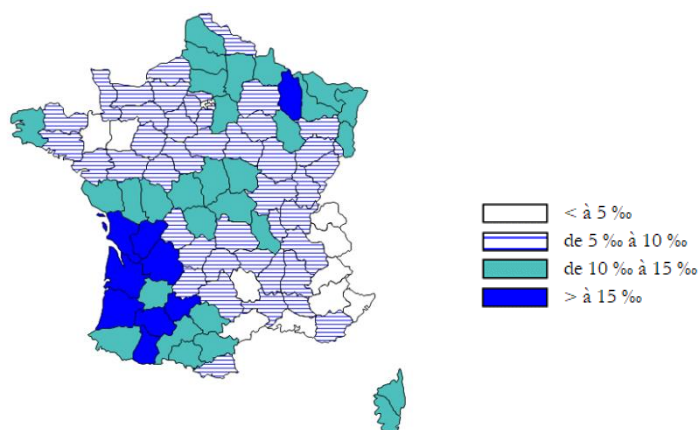 < à 5 ‰
de 5 ‰ à 10 ‰
de 10 ‰ à 15 ‰
> à 15 ‰